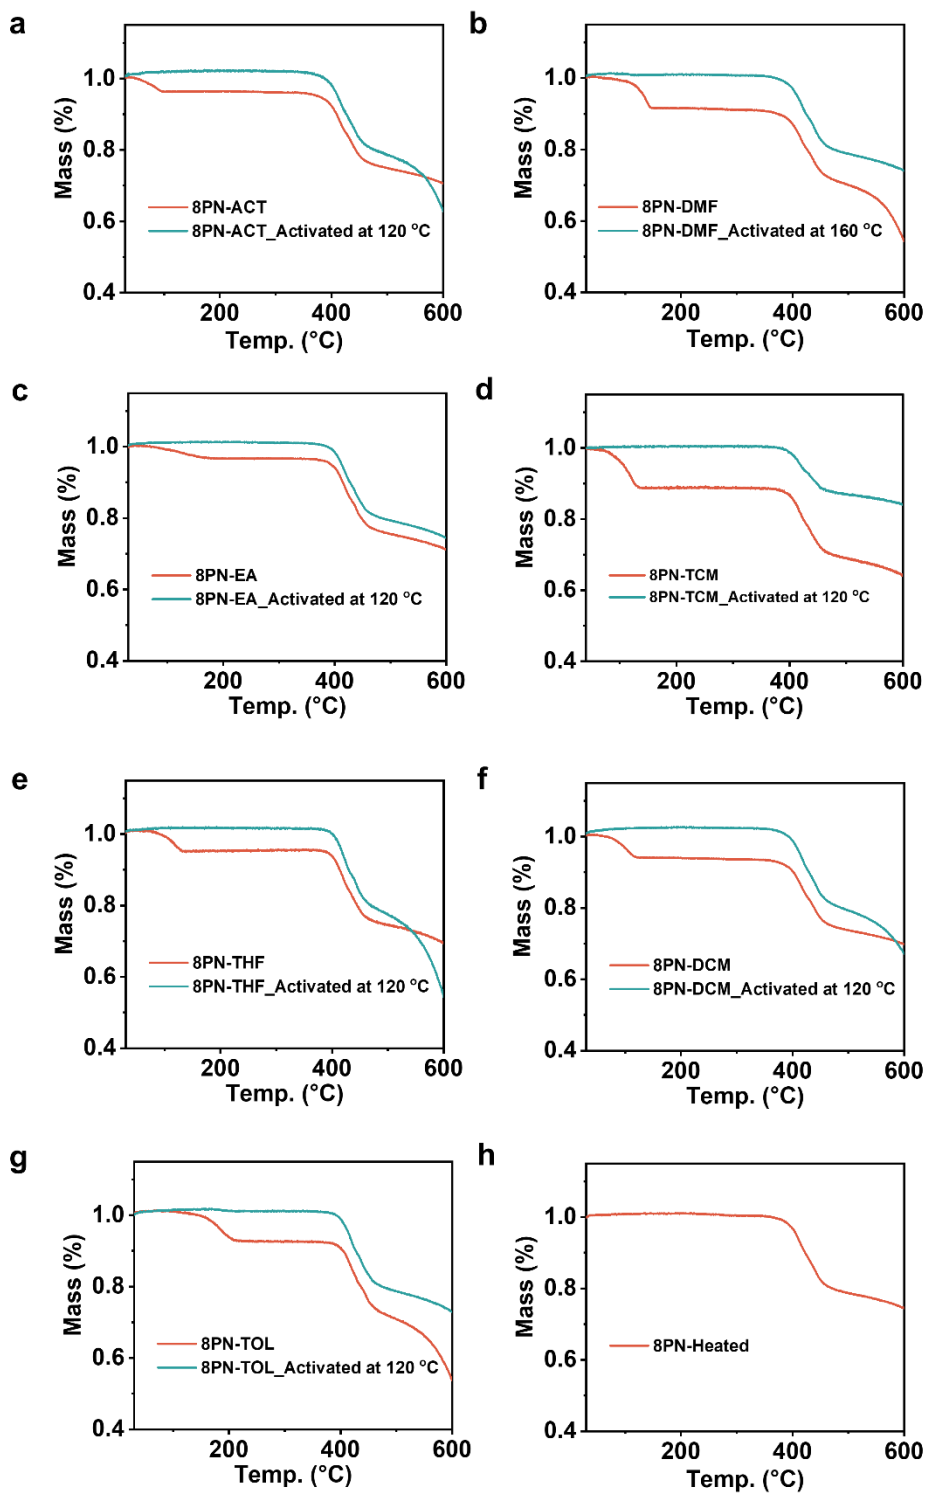 a
Mass (%)
1.0
0.8
0.6
0.4
8PN-ACT
8PN-ACT_Activated at 120 °C
200
400
600
Temp. (°C)
b
Mass (%)
1.0
0.8
0.6
0.4
8PN-DMF
8PN-DMF_Activated at 160 °C
200
400
600
Temp. (°C)
c
Mass (%)
1.0
0.8
0.6
0.4
8PN-EA
8PN-EA_Activated at 120 °C
200
400
600
Temp. (°C)
d
Mass (%)
1.0
0.8
0.6
0.4
8PN-TCM
8PN-TCM_Activated at 120 °C
200
400
600
Temp. (°C)
e
Mass (%)
1.0
0.8
0.6
0.4
8PN-THF
8PN-THF_Activated at 120 °C
200
400
600
Temp. (°C)
f
Mass (%)
1.0
0.8
0.6
0.4
8PN-DCM
8PN-DCM_Activated at 120 °C
200
400
600
Temp. (°C)
g
Mass (%)
1.0
0.8
0.6
0.4
8PN-TOL
8PN-TOL_Activated at 120 °C
200
400
600
Temp. (°C)
h
Mass (%)
1.0
0.8
0.6
0.4
8PN-Heated
200
400
600
Temp. (°C)